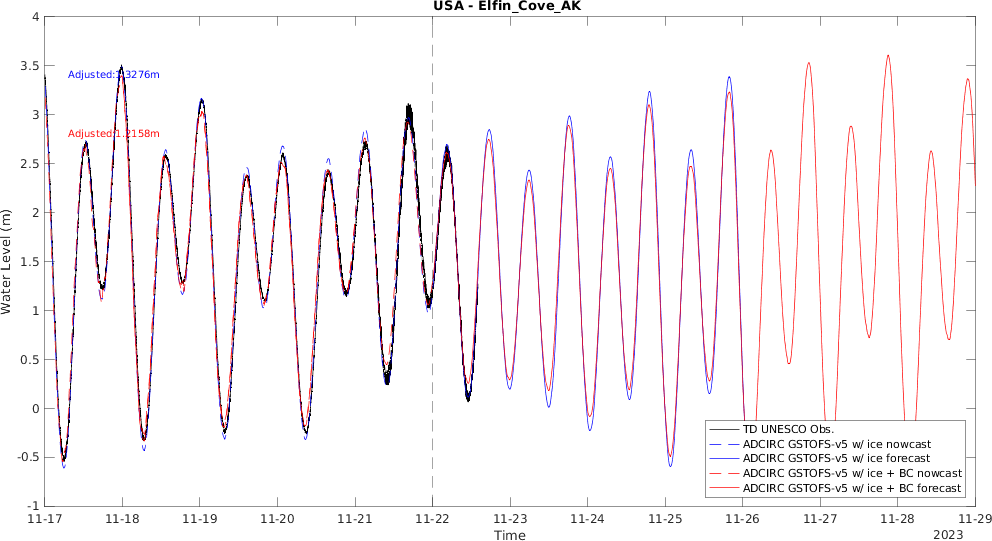 USA - Elfin_Cove_AK
4
3.5
3
2.5
2
1.5
1
0.5
0
-0.5
-1
Water Level (m)
Adjusted:1.3276m
Adjusted:1.2158m
TD UNESCO Obs.
ADCIRC GSTOFS-v5 w/ ice nowcast
ADCIRC GSTOFS-v5 w/ ice forecast
ADCIRC GSTOFS-v5 w/ ice + BC nowcast
ADCIRC GSTOFS-v5 w/ ice + BC forecast
11-17 11-18 11-19 11-20 11-21 11-22 11-23 11-24 11-25 11-26 11-27 11-28 11-29
Time
2023